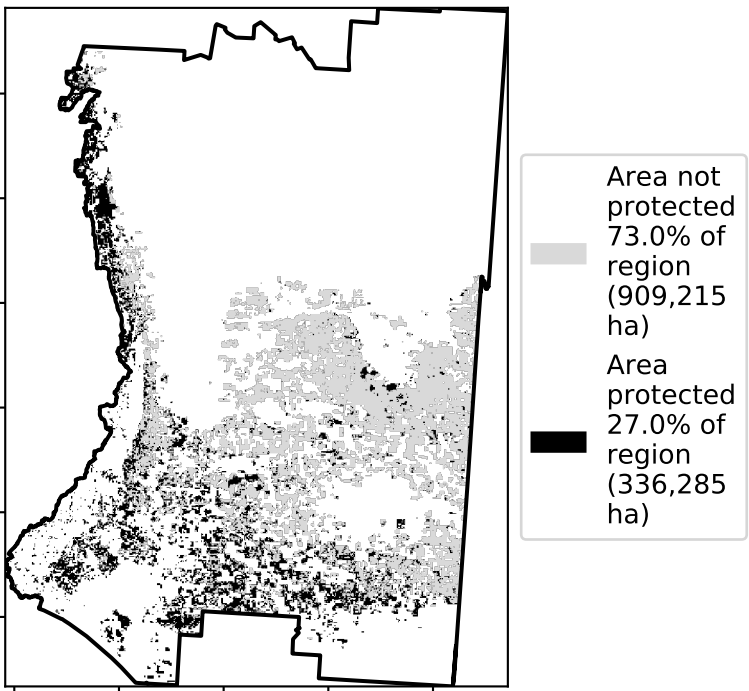 Area not
protected
73.0% of
region
(909,215
ha)
Area
protected
27.0% of
region
(336,285
ha)